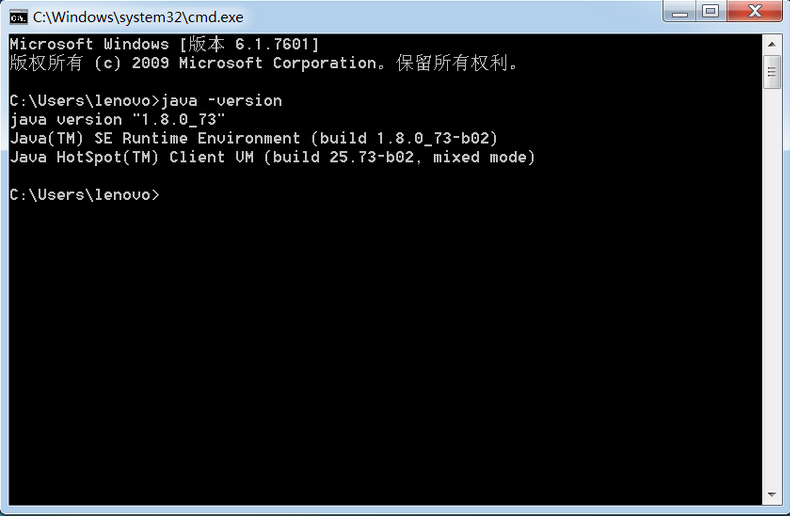 C:\Windows\system32\cmd.exe
Microsoft Windows [版本 6.1.7601]
版权所有 (c) 2009 Microsoft Corporation。保留所有权利。
C:\Users\lenovo>java -version
java version "1.8.0_73"
Java(TM) SE Runtime Environment (build 1.8.0_73-b02)
Java HotSpot(TM) Client VM (build 25.73-b02, mixed mode)
C:\Users\lenovo>